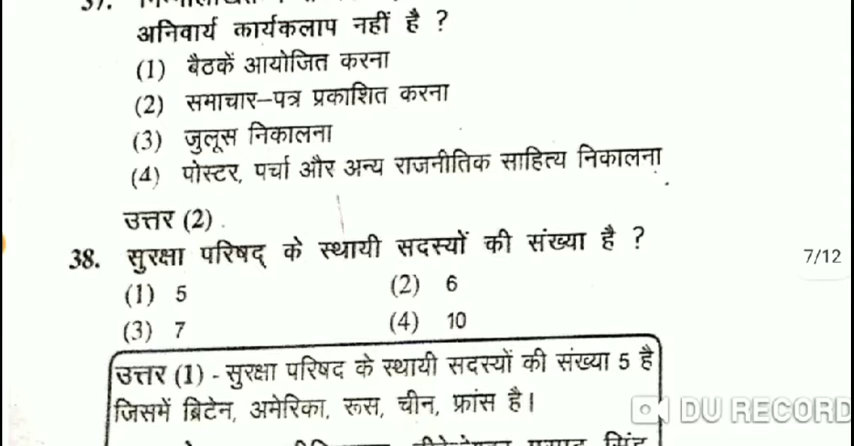 37.
अनिवार्य कार्यकलाप नहीं है ?
(1) बैठकें आयोजित करना
(2) समाचार–पत्र प्रकाशित करना
(3) जुलूस निकालना
(4) पोस्टर, पर्चा और अन्य राजनीतिक साहित्य निकालना
उत्तर (2)
38. सुरक्षा परिषद् के स्थायी सदस्यों की संख्या है ?
(1) 5 (2) 6
(3) 7 (4) 10
7/12
उत्तर (1) - सुरक्षा परिषद के स्थायी सदस्यों की संख्या 5 है
जिसमें ब्रिटेन, अमेरिका, रूस, चीन, फ्रांस है।
DU RECORD